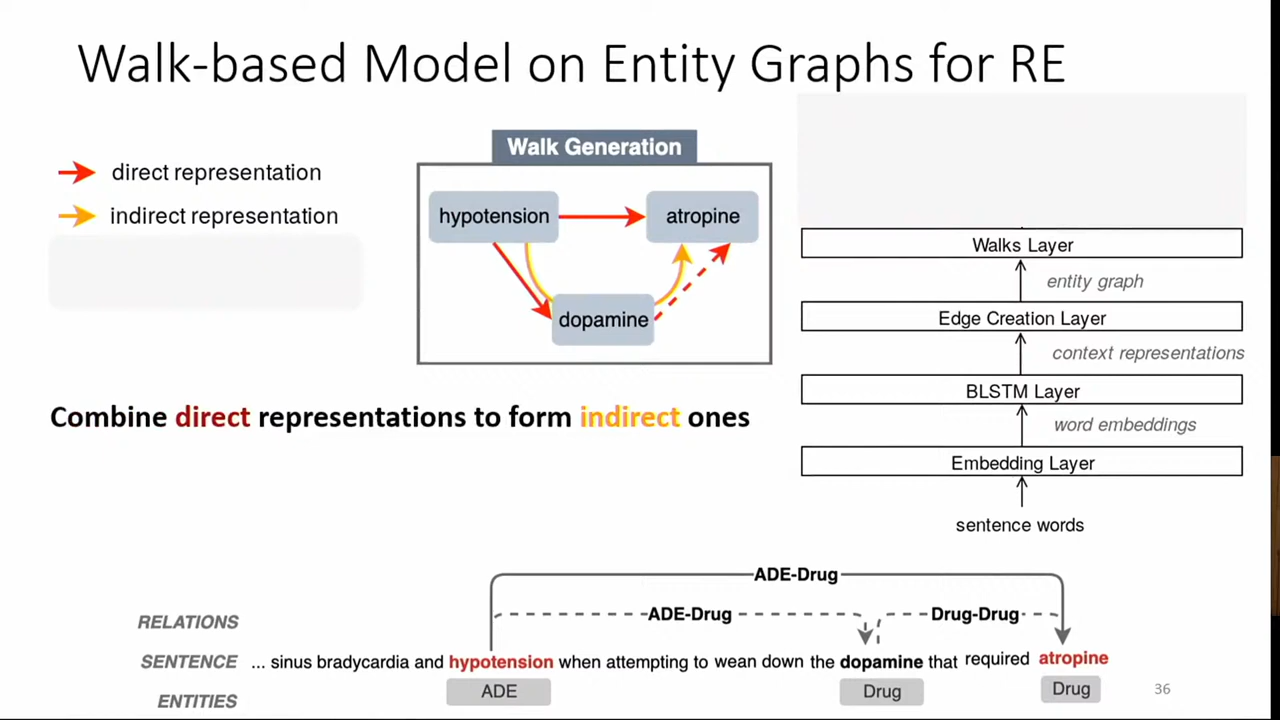 Walk-based Model on Entity Graphs for RE
direct representation
indirect representation
Walk Generation
hypotension
atropine
dopamine
Combine direct representations to form indirect ones
Walks Layer
entity graph
Edge Creation Layer
context representations
BLSTM Layer
word embeddings
Embedding Layer
sentence words
ADE-Drug
RELATIONS
ADE-Drug
Drug-Drug
SENTENCE
... sinus bradycardia and hypotension when attempting to wean down the dopamine that required atropine
ENTITIES
ADE
Drug
Drug
36